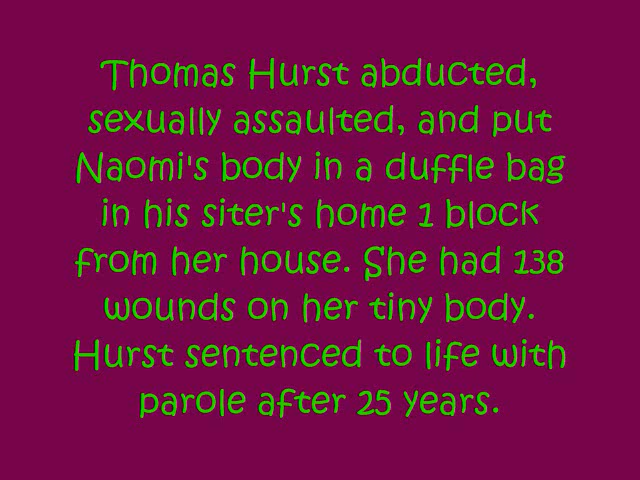 Thomas Hurst abducted,
sexually assaulted, and put
Naomi's body in a duffle bag
in his siter's home 1 block
from her house. She had 138
wounds on her tiny body.
Hurst sentenced to life with
parole after 25 years.